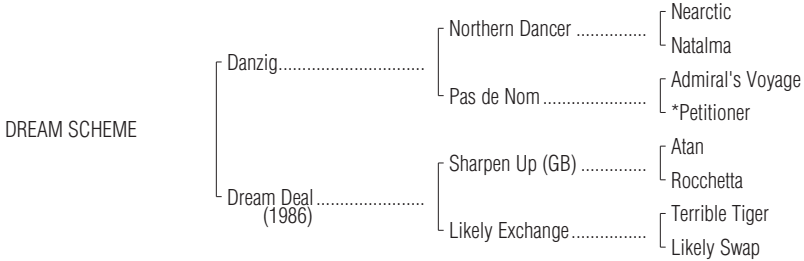 Nearctic
Northern Dancer ...............
Natalma
Danzig...............................
Admiral's Voyage
Pas de Nom ......................
*Petitioner
DREAM SCHEME
Atan
Sharpen Up (GB) ..............
Rocchetta
Dream Deal .......................
(1986)
Terrible Tiger
Likely Exchange................
Likely Swap